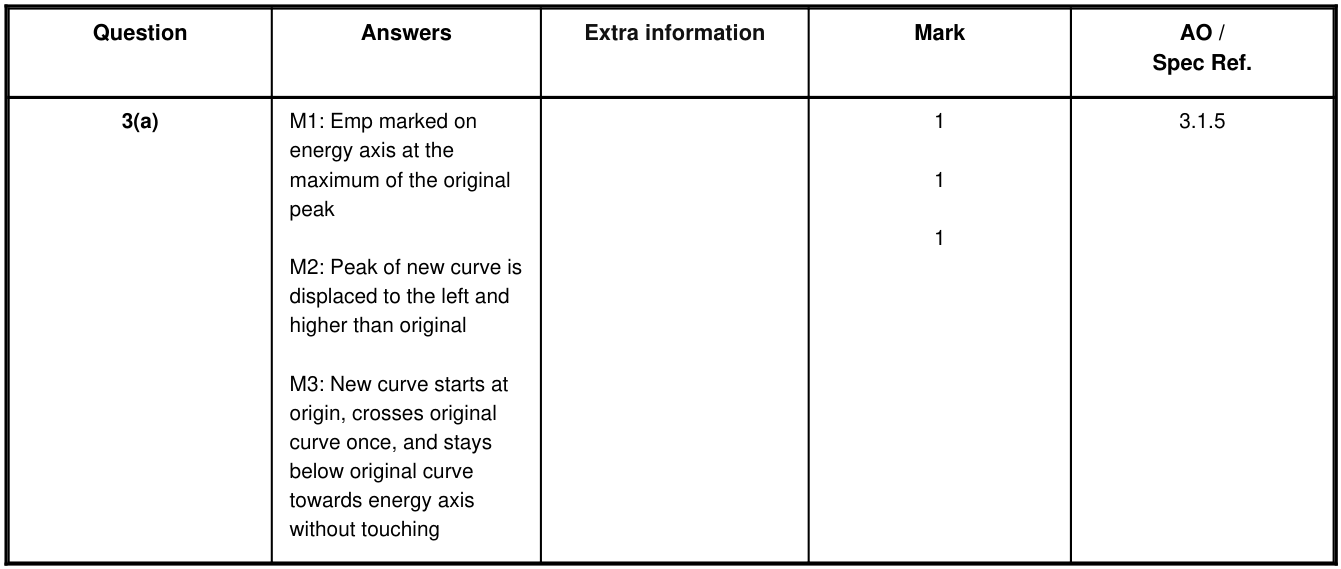 Question Answers Extra information Mark AO /
Spec Ref.
3(a) M1: Emp marked on 1 3.1.5
energy axis at the
maximum of the original 1
peak
1
M2: Peak of new curve is
displaced to the left and
higher than original
M3: New curve starts at
origin, crosses original
curve once, and stays
below original curve
towards energy axis
without touching